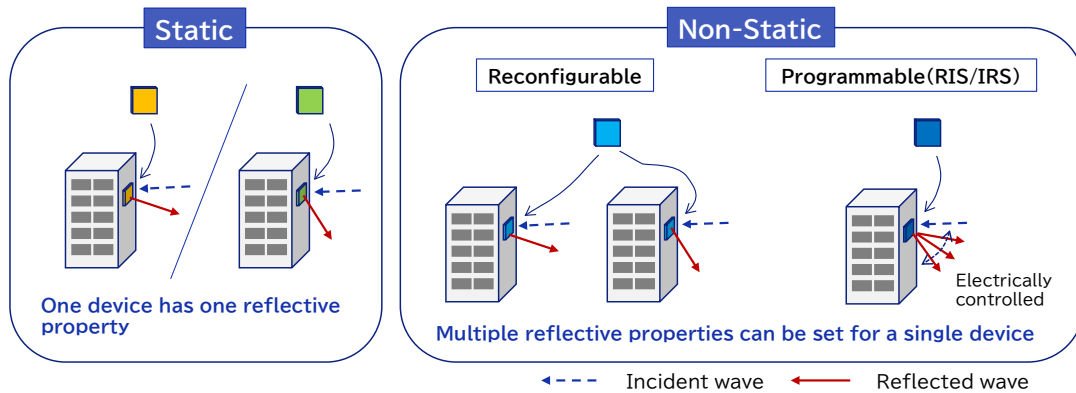 Static
Non-Static
Reconfigurable
Programmable(RIS/IRS)
Electrically
controlled
One device has one reflective
property
Multiple reflective properties can be set for a single device
Incident wave
Reflected wave